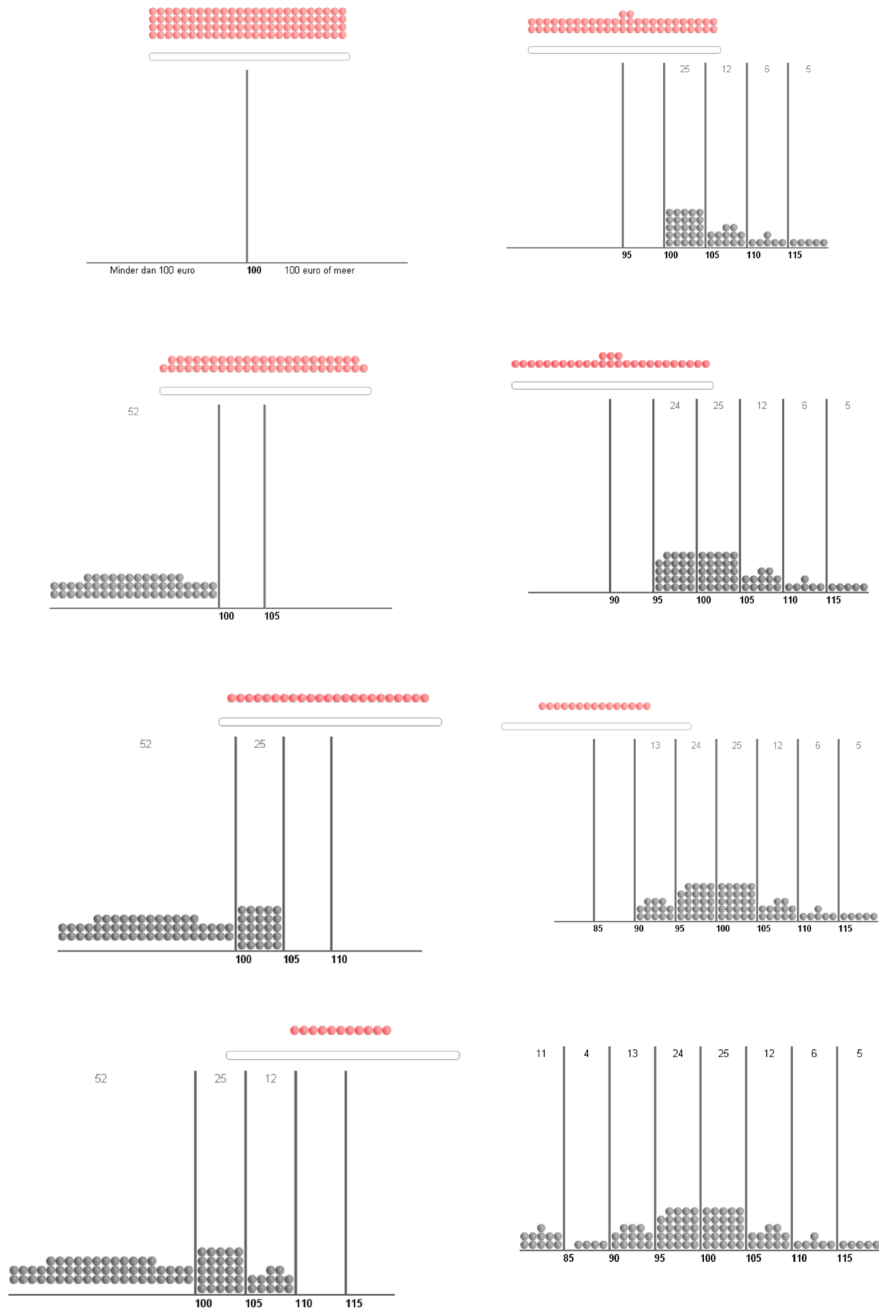 Minder dan 100 euro 100 100 euro of meer
52
100 105
52 25
100 105 110
52 25 12
100 105 110 115
25 12 6 5
95 100 105 110 115
24 25 12 6 5
90 95 100 105 110 115
13 24 25 12 6 5
85 90 95 100 105 110 115
11 4 13 24 25 12 6 5
85 90 95 100 105 110 115